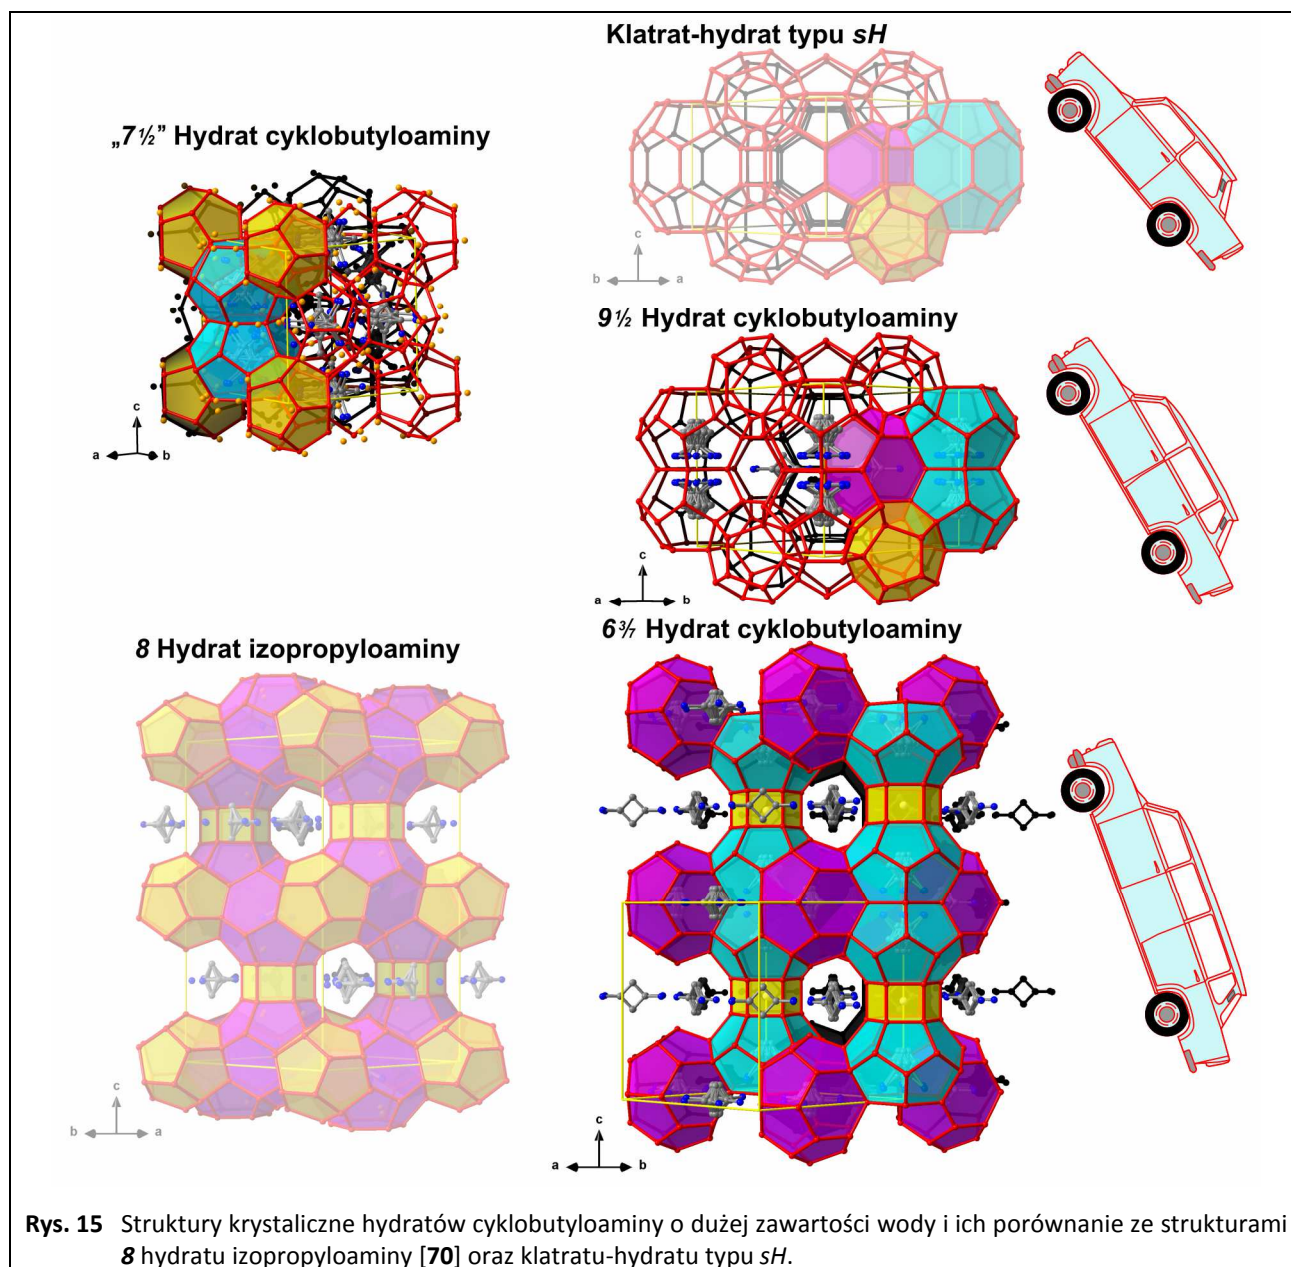 Klatrat-hydrat typu sH
„7½” Hydrat cyklobutyloaminy
c
b a
9½ Hydrat cyklobutyloaminy
c
a b
c
a b
8 Hydrat izopropyloaminy
6³⁄₇ Hydrat cyklobutyloaminy
c
b a
c
a b
Rys. 15 Struktury krystaliczne hydratów cyklobutyloaminy o dużej zawartości wody i ich porównanie ze strukturami
8 hydratu izopropyloaminy [70] oraz klatratu-hydratu typu sH.